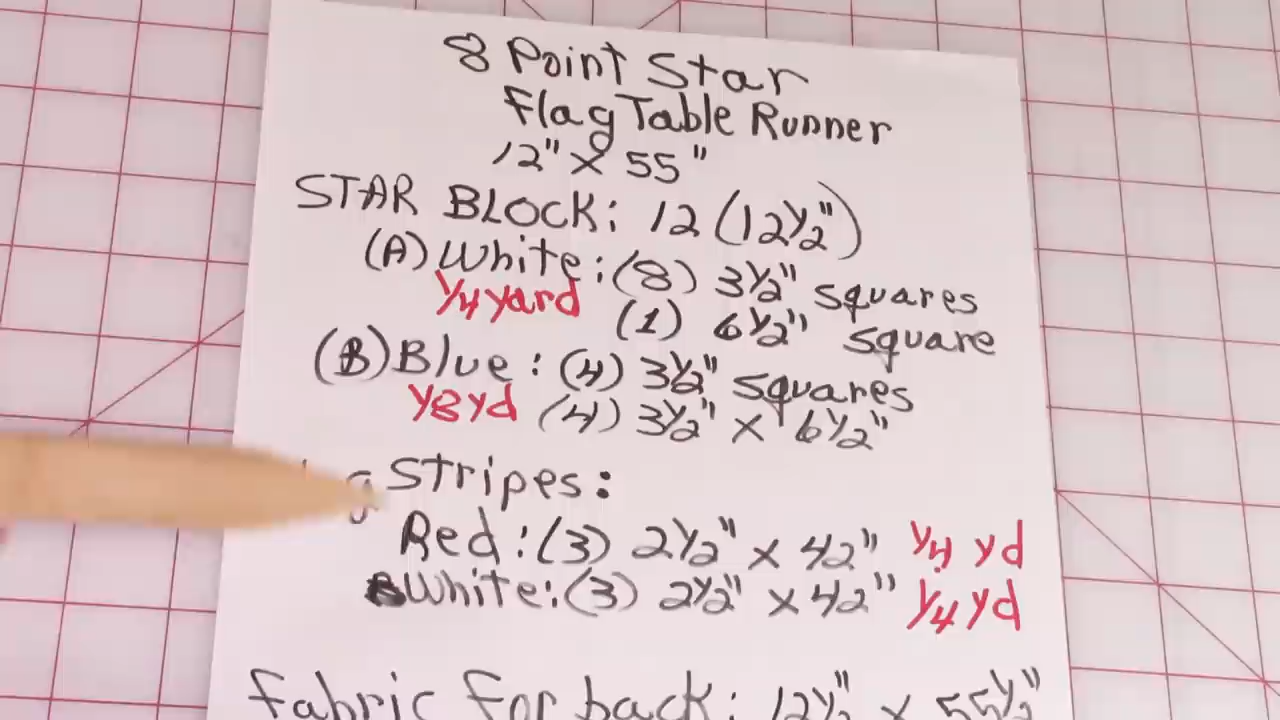 8 Point Star
Flag Table Runner
12" x 55"
STAR BLOCK: 12 (12½")
(A) White: (8) 3½" squares
¼ yard (1) 6½" square
(B) Blue: (4) 3½" squares
⅛ yd (4) 3½" x 6½"
Stripes:
Red: (3) 2½" x 42" ¼ yd
White: (3) 2½" x 42" ¼ yd
Fabric For back: 12½" x 55½"